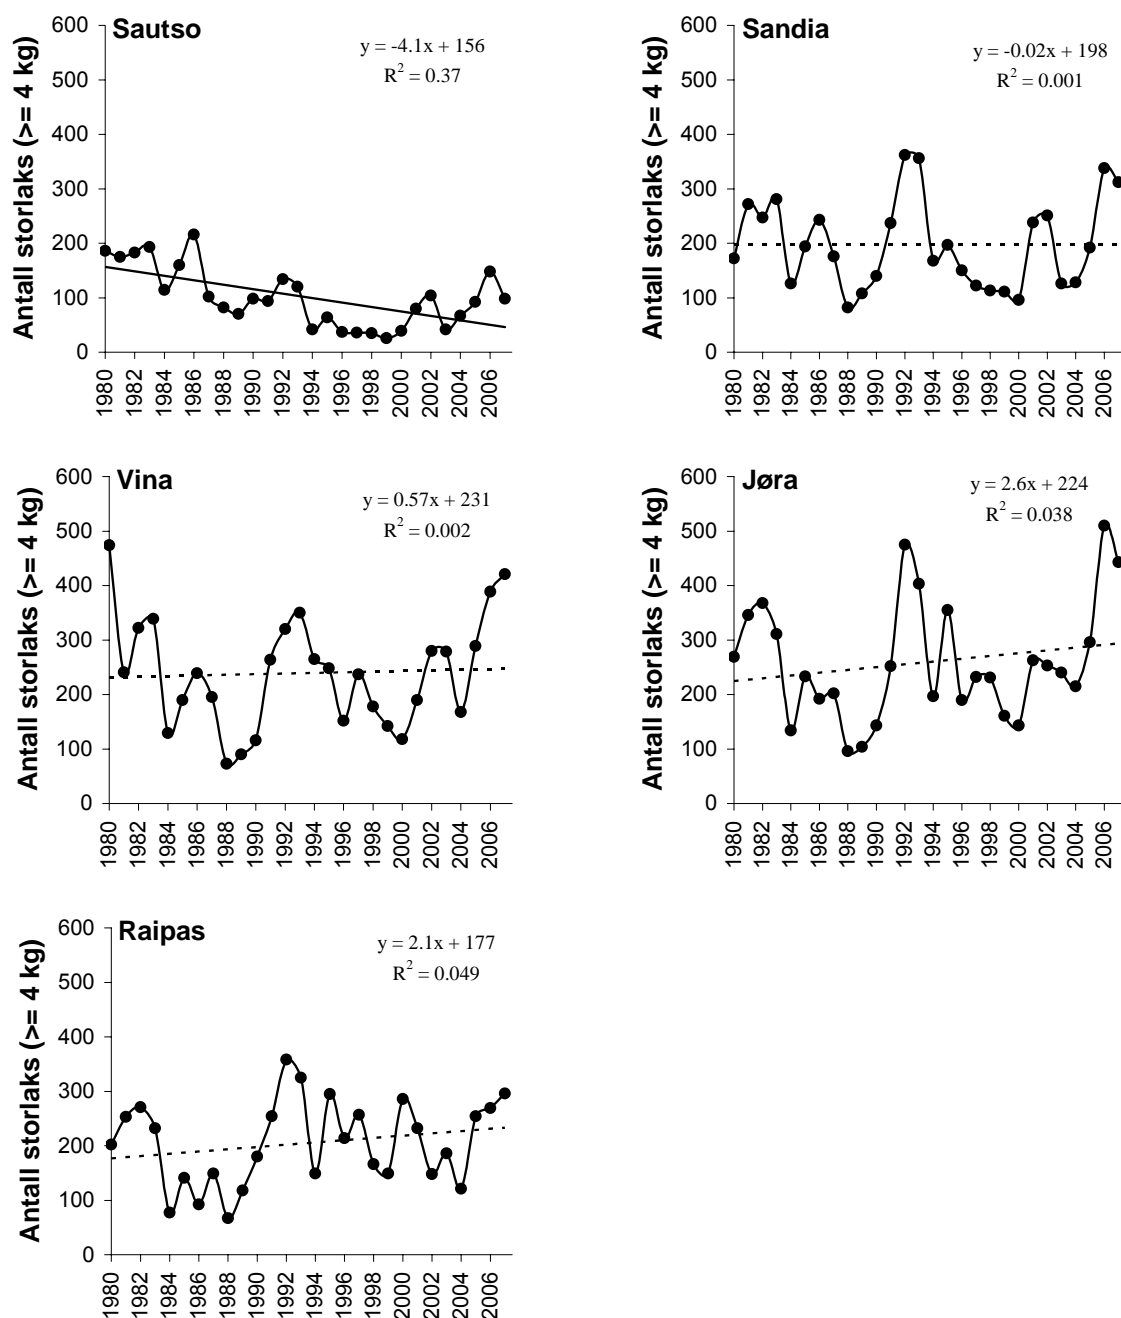 Sautso
y = -4.1x + 156
R2 = 0.37
Antall storlaks (>= 4 kg)
600
500
400
300
200
100
0
1980 1982 1984 1986 1988 1990 1992 1994 1996 1998 2000 2002 2004 2006
Sandia
y = -0.02x + 198
R2 = 0.001
Antall storlaks (>= 4 kg)
600
500
400
300
200
100
0
1980 1982 1984 1986 1988 1990 1992 1994 1996 1998 2000 2002 2004 2006
Vina
y = 0.57x + 231
R2 = 0.002
Antall storlaks (>= 4 kg)
600
500
400
300
200
100
0
1980 1982 1984 1986 1988 1990 1992 1994 1996 1998 2000 2002 2004 2006
Jøra
y = 2.6x + 224
R2 = 0.038
Antall storlaks (>= 4 kg)
600
500
400
300
200
100
0
1980 1982 1984 1986 1988 1990 1992 1994 1996 1998 2000 2002 2004 2006
Raipas
y = 2.1x + 177
R2 = 0.049
Antall storlaks (>= 4 kg)
600
500
400
300
200
100
0
1980 1982 1984 1986 1988 1990 1992 1994 1996 1998 2000 2002 2004 2006